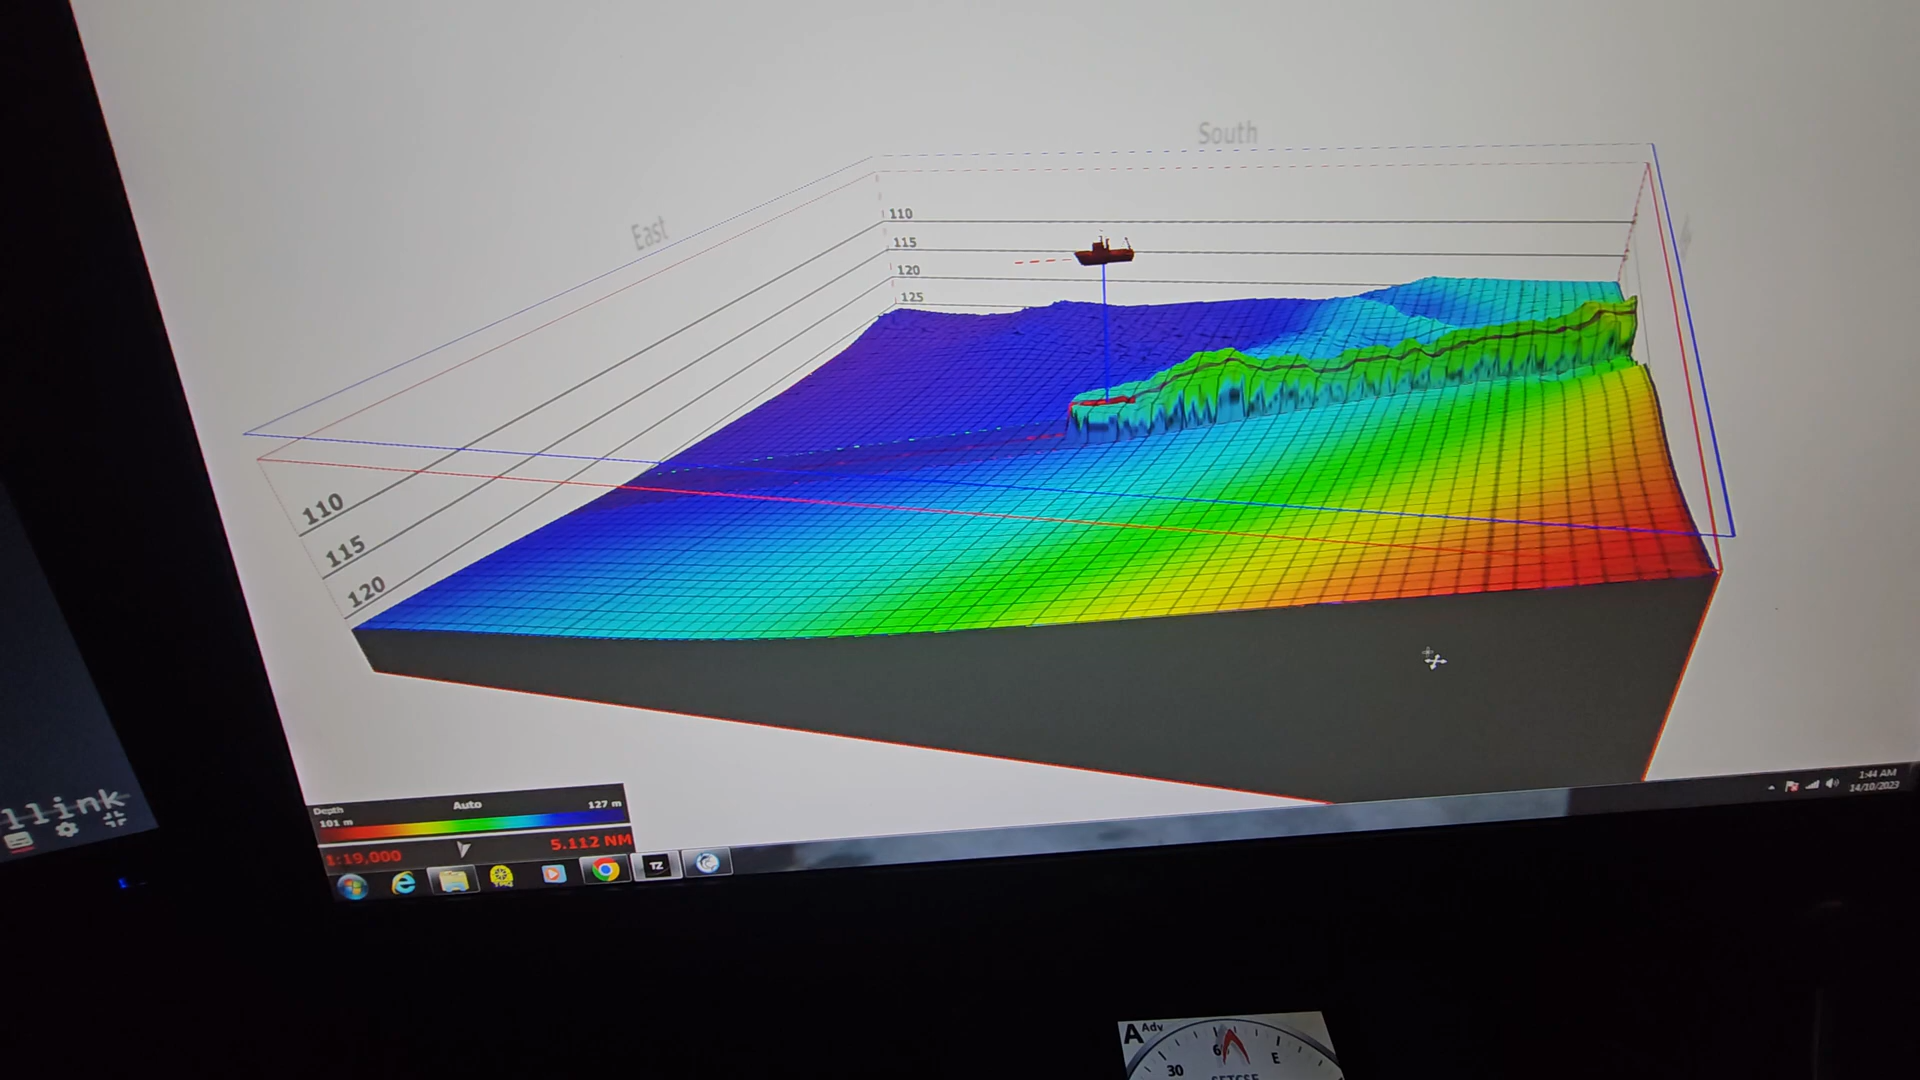 South
East
110
115
120
125
110
115
120
Depth Auto 127 m
101 m
1:19,000 5.112 NM
TZ
1:44 AM
14/10/2023
llink
A Adv
30 E